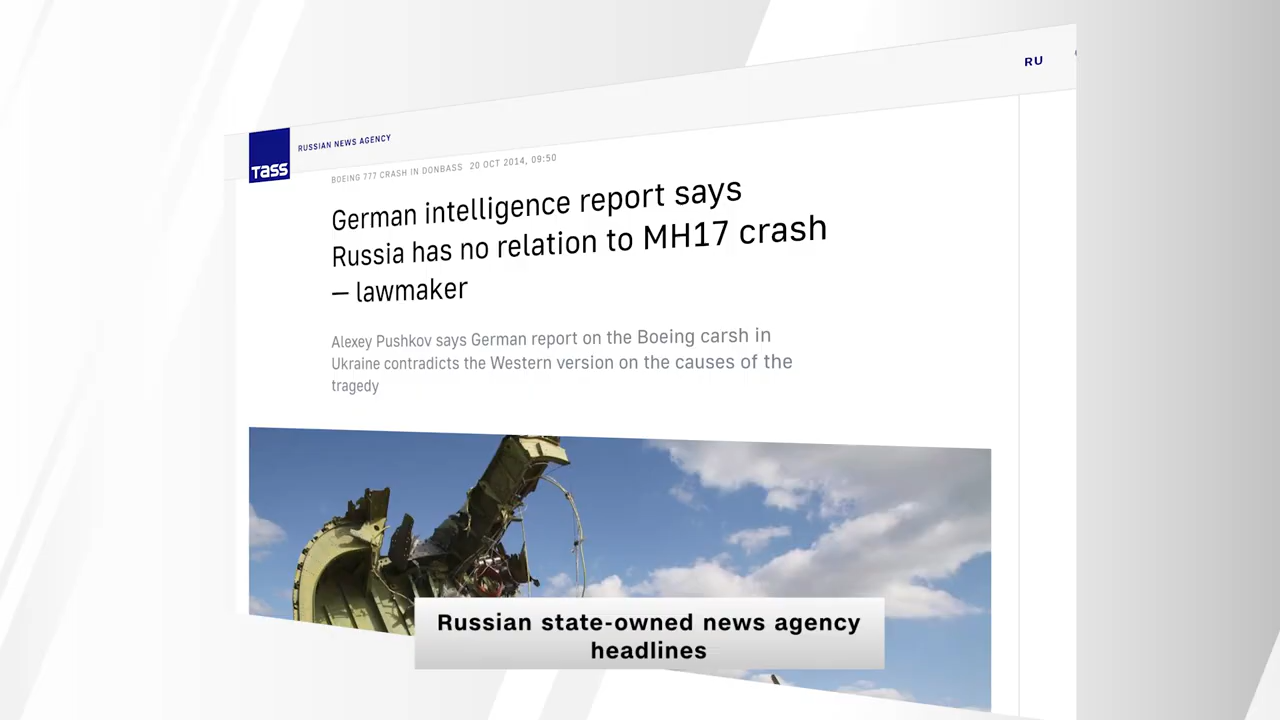 RU
TASS
RUSSIAN NEWS AGENCY
BOEING 777 CRASH IN DONBASS 20 OCT 2014, 09:50
German intelligence report says
Russia has no relation to MH17 crash
— lawmaker
Alexey Pushkov says German report on the Boeing carsh in
Ukraine contradicts the Western version on the causes of the
tragedy
Russian state-owned news agency
headlines